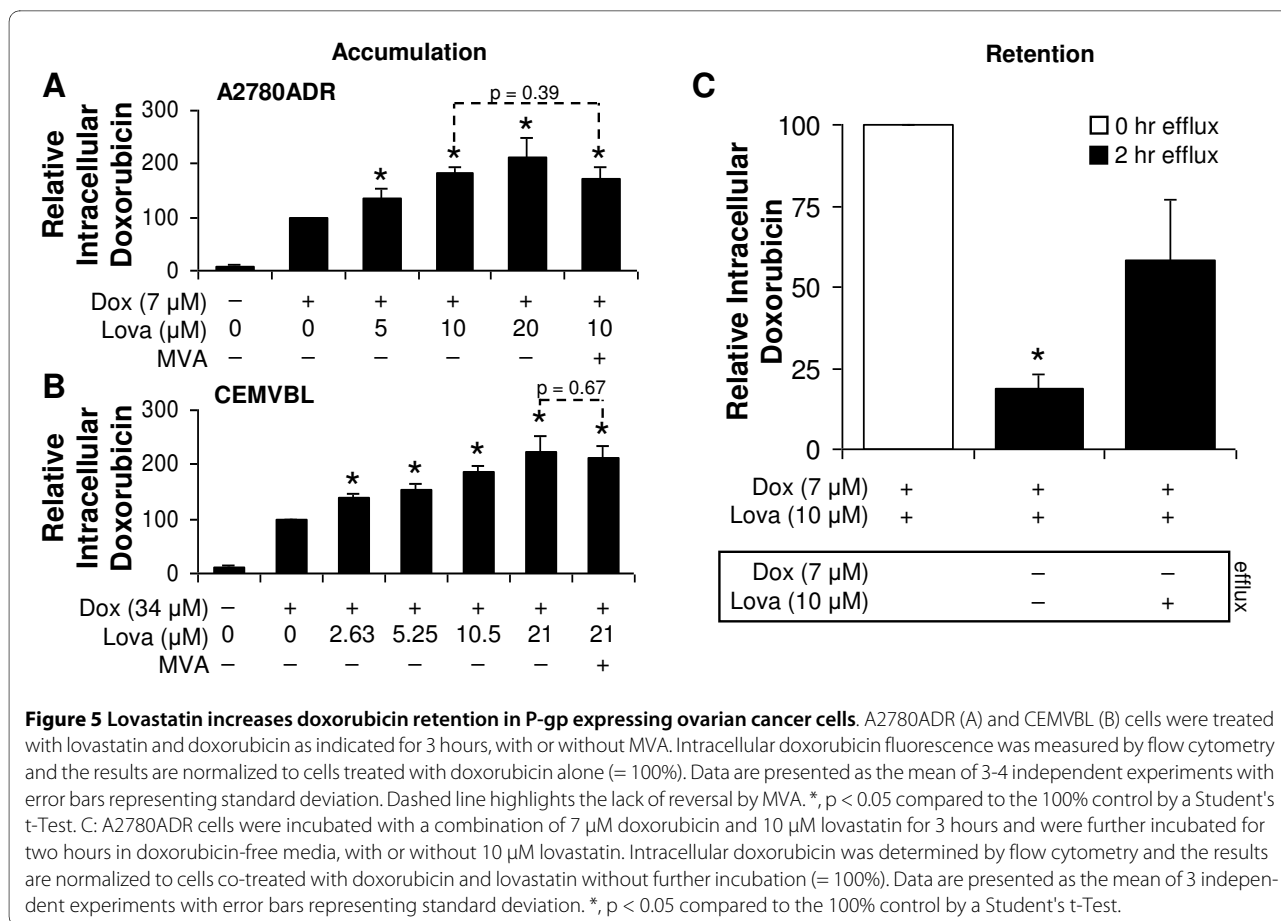 Accumulation
A
A2780ADR
p = 0.39
Relative
Intracellular
Doxorubicin
300
200
100
0
* * * *
Dox (7 µM) – + + + + +
Lova (µM) 0 0 5 10 20 10
MVA – – – – – +
B
CEMVBL
p = 0.67
Relative
Intracellular
Doxorubicin
300
200
100
0
* * * * *
Dox (34 µM) – + + + + + +
Lova (µM) 0 0 2.63 5.25 10.5 21 21
MVA – – – – – – +
Retention
C
0 hr efflux
2 hr efflux
Relative Intracellular
Doxorubicin
100
75
50
25
0
*
Dox (7 µM) + + +
Lova (10 µM) + + +
Dox (7 µM) – –
Lova (10 µM) – +
efflux
Figure 5 Lovastatin increases doxorubicin retention in P-gp expressing ovarian cancer cells. A2780ADR (A) and CEMVBL (B) cells were treated
with lovastatin and doxorubicin as indicated for 3 hours, with or without MVA. Intracellular doxorubicin fluorescence was measured by flow cytometry
and the results are normalized to cells treated with doxorubicin alone (= 100%). Data are presented as the mean of 3-4 independent experiments with
error bars representing standard deviation. Dashed line highlights the lack of reversal by MVA. *, p < 0.05 compared to the 100% control by a Student's
t-Test. C: A2780ADR cells were incubated with a combination of 7 µM doxorubicin and 10 µM lovastatin for 3 hours and were further incubated for
two hours in doxorubicin-free media, with or without 10 µM lovastatin. Intracellular doxorubicin was determined by flow cytometry and the results
are normalized to cells co-treated with doxorubicin and lovastatin without further incubation (= 100%). Data are presented as the mean of 3 indepen-
dent experiments with error bars representing standard deviation. *, p < 0.05 compared to the 100% control by a Student's t-Test.